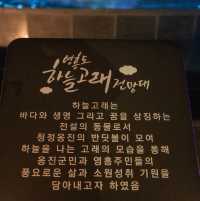 영흥도
하늘고래 전망대
하늘고래는
바다와 생명 그리고 꿈을 상징하는
전설의 동물로서
청정옹진의 반딧불이 모여
하늘을 나는 고래의 모습을 통해
옹진군민과 영흥주민들의
풍요로운 삶과 소원성취 기원을
담아내고자 하였음